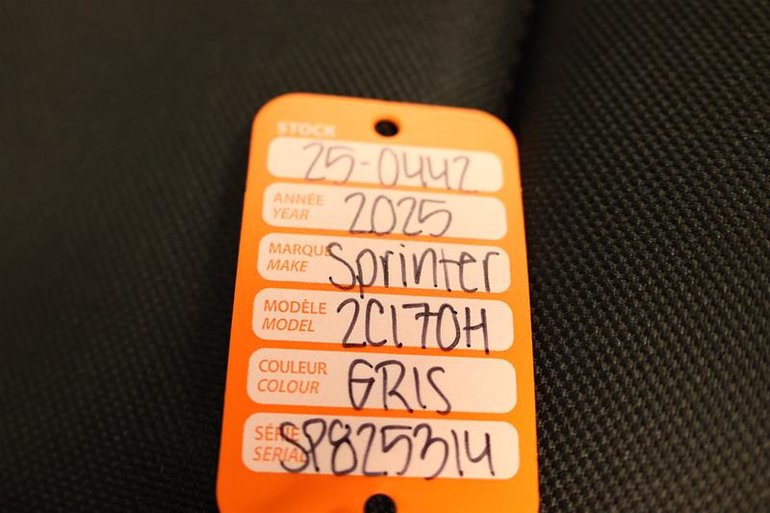 STOCK
25-0442
ANNÉE
YEAR 2025
MARQUE
MAKE Sprinter
MODÈLE
MODEL 2C170H
COULEUR
COLOUR GRIS
SÉRIE
SERIAL SP825314